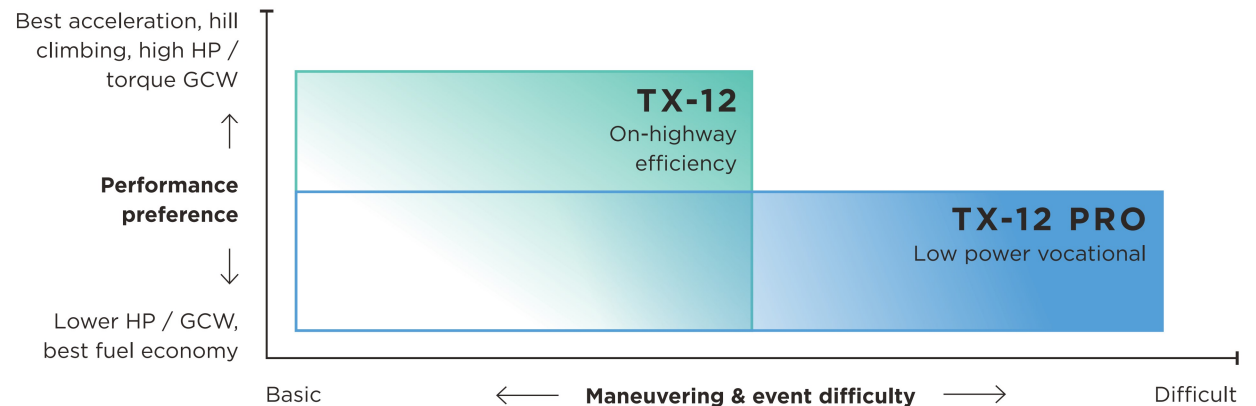 Best acceleration, hill
climbing, high HP /
torque GCW
Performance
preference
Lower HP / GCW,
best fuel economy
TX-12
On-highway
efficiency
TX-12 PRO
Low power vocational
Basic
Maneuvering & event difficulty
Difficult